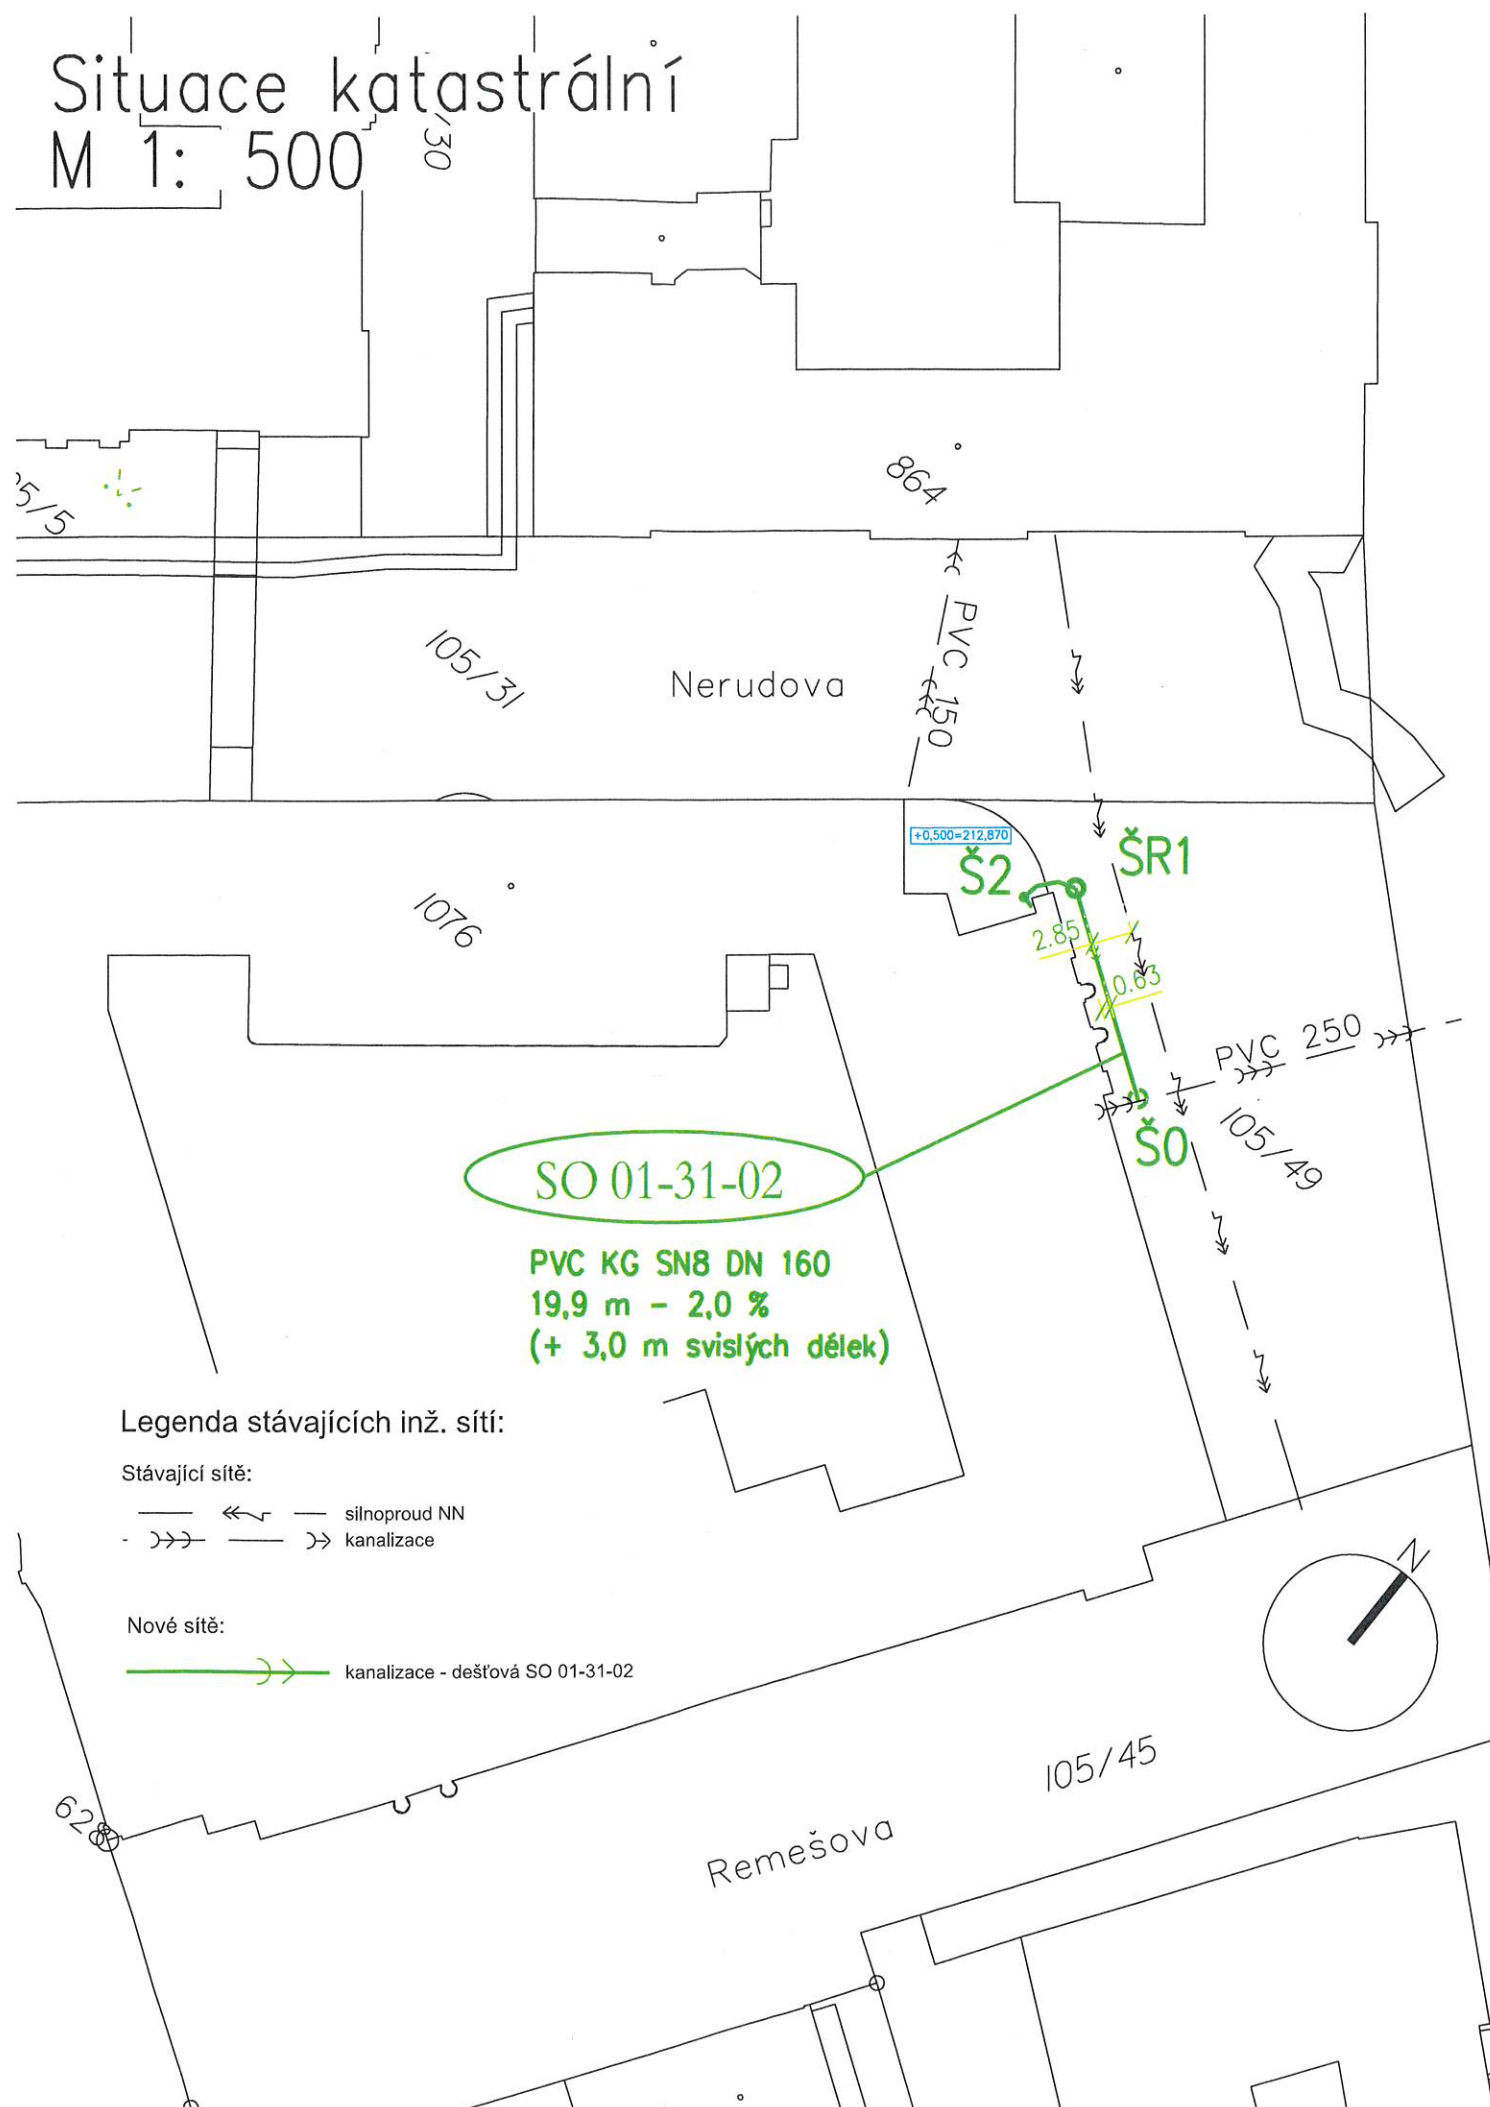 Situace katastrální
M 1: 500
/30
864
105/31
Nerudova
PVC 150
+0,500=212,870
Š2
ŠR1
1076
2.85
0.63
PVC 250
105/49
Š0
SO 01-31-02
PVC KG SN8 DN 160
19,9 m - 2,0 %
(+ 3,0 m svislých délek)
Legenda stávajících inž. sítí:
Stávající sítě:
silnoproud NN
kanalizace
Nové sítě:
kanalizace - dešťová SO 01-31-02
N
105/45
628
Remešova